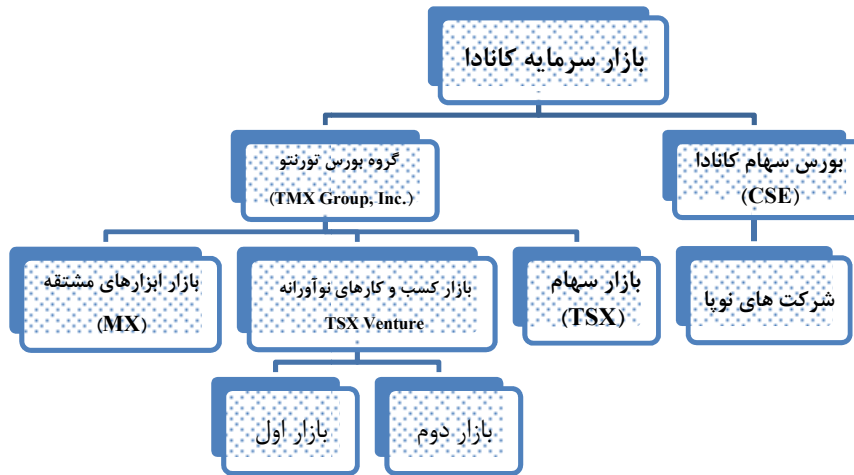 بازار سرمایه کانادا
بورس سهام کانادا
(CSE)
گروه بورس تورنتو
(TMX Group, Inc.)
شرکت های نوپا
بازار سهام
(TSX)
بازار کسب و کارهای نوآورانه
TSX Venture
بازار ابزارهای مشتقه
(MX)
بازار دوم
بازار اول